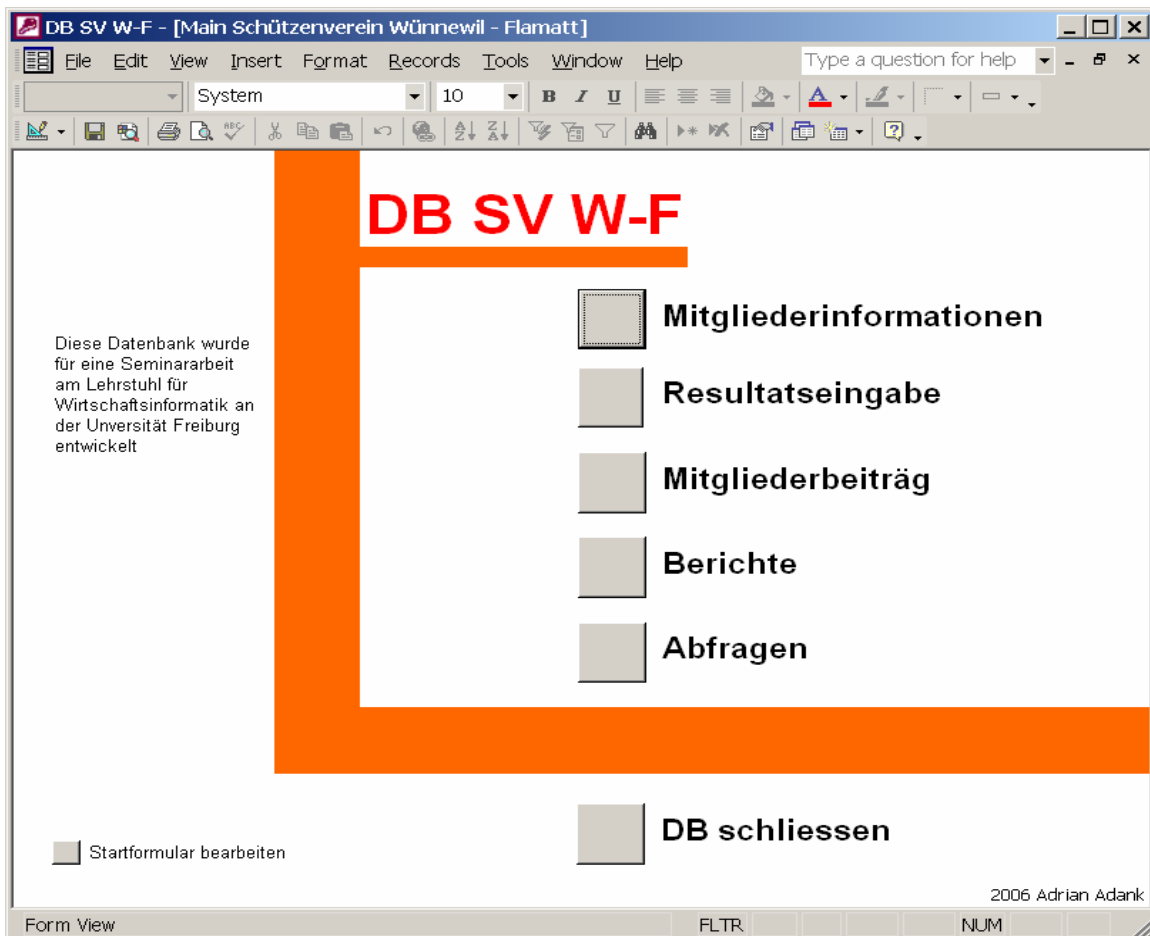 DB SV W-F - [Main Schützenverein Wünnewil - Flamatt]
File Edit View Insert Format Records Tools Window Help Type a question for help
System 10 B I U A
DB SV W-F
Mitgliederinformationen
Diese Datenbank wurde
für eine Seminararbeit
am Lehrstuhl für
Wirtschaftsinformatik an
der Unversität Freiburg
entwickelt
Resultatseingabe
Mitgliederbeiträg
Berichte
Abfragen
DB schliessen
Startformular bearbeiten
2006 Adrian Adank
Form View FLTR NUM